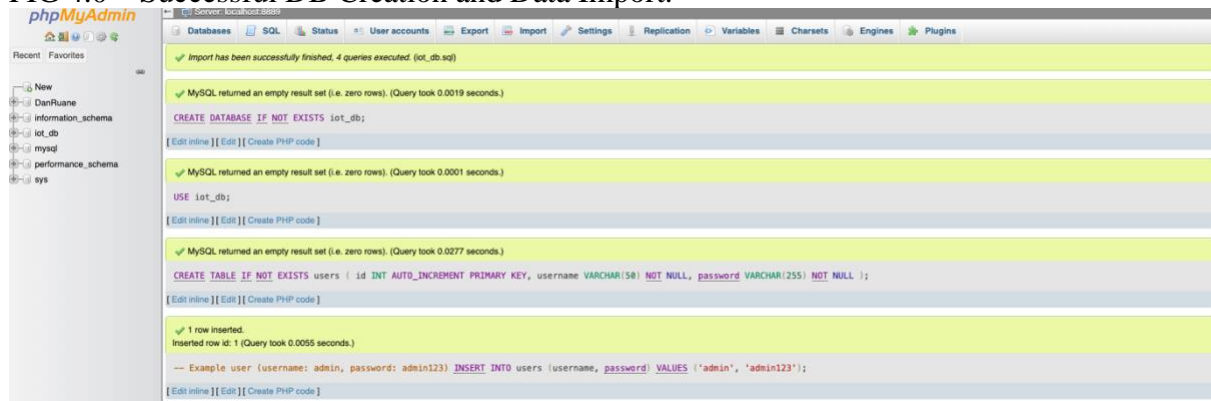 FIG 4.0 – Successful DB Creation and Data Import.
phpMyAdmin
Server: localhost:8889
Databases SQL Status User accounts Export Import Settings Replication Variables Charsets Engines Plugins
Recent Favorites
New
DanRuane
information_schema
iot_db
mysql
performance_schema
sys
Import has been successfully finished, 4 queries executed. (iot_db.sql)
MySQL returned an empty result set (i.e. zero rows). (Query took 0.0019 seconds.)
CREATE DATABASE IF NOT EXISTS iot_db;
[ Edit inline ] [ Edit ] [ Create PHP code ]
MySQL returned an empty result set (i.e. zero rows). (Query took 0.0001 seconds.)
USE iot_db;
[ Edit inline ] [ Edit ] [ Create PHP code ]
MySQL returned an empty result set (i.e. zero rows). (Query took 0.0277 seconds.)
CREATE TABLE IF NOT EXISTS users ( id INT AUTO_INCREMENT PRIMARY KEY, username VARCHAR(50) NOT NULL, password VARCHAR(255) NOT NULL );
[ Edit inline ] [ Edit ] [ Create PHP code ]
1 row inserted.
Inserted row id: 1 (Query took 0.0055 seconds.)
-- Example user (username: admin, password: admin123) INSERT INTO users (username, password) VALUES ('admin', 'admin123');
[ Edit inline ] [ Edit ] [ Create PHP code ]